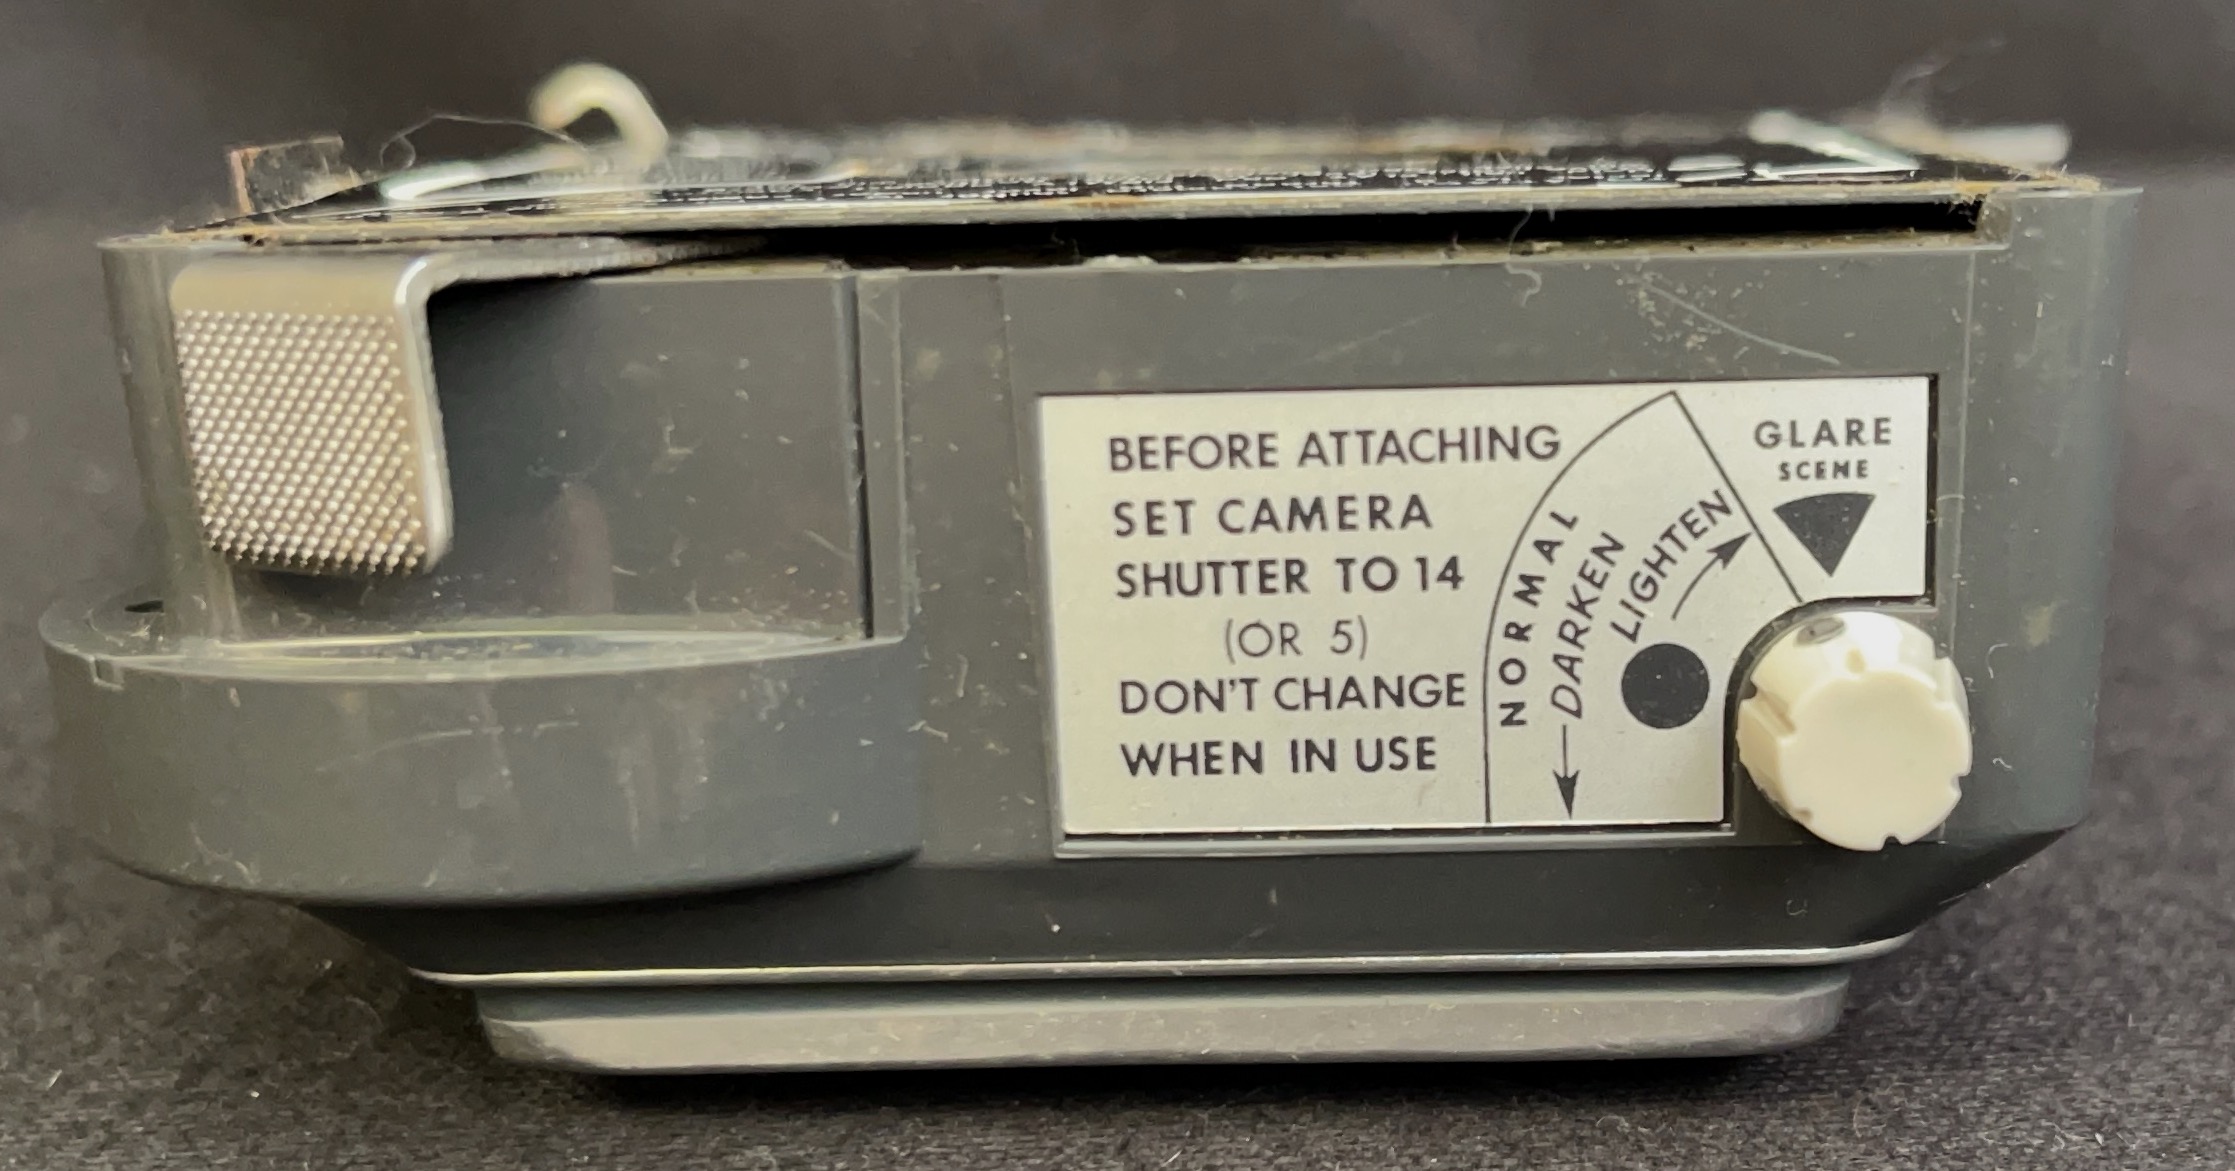 BEFORE ATTACHING
SET CAMERA
SHUTTER TO 14
(OR 5)
DON'T CHANGE
WHEN IN USE
NORMAL
DARKEN
LIGHTEN
GLARE
SCENE